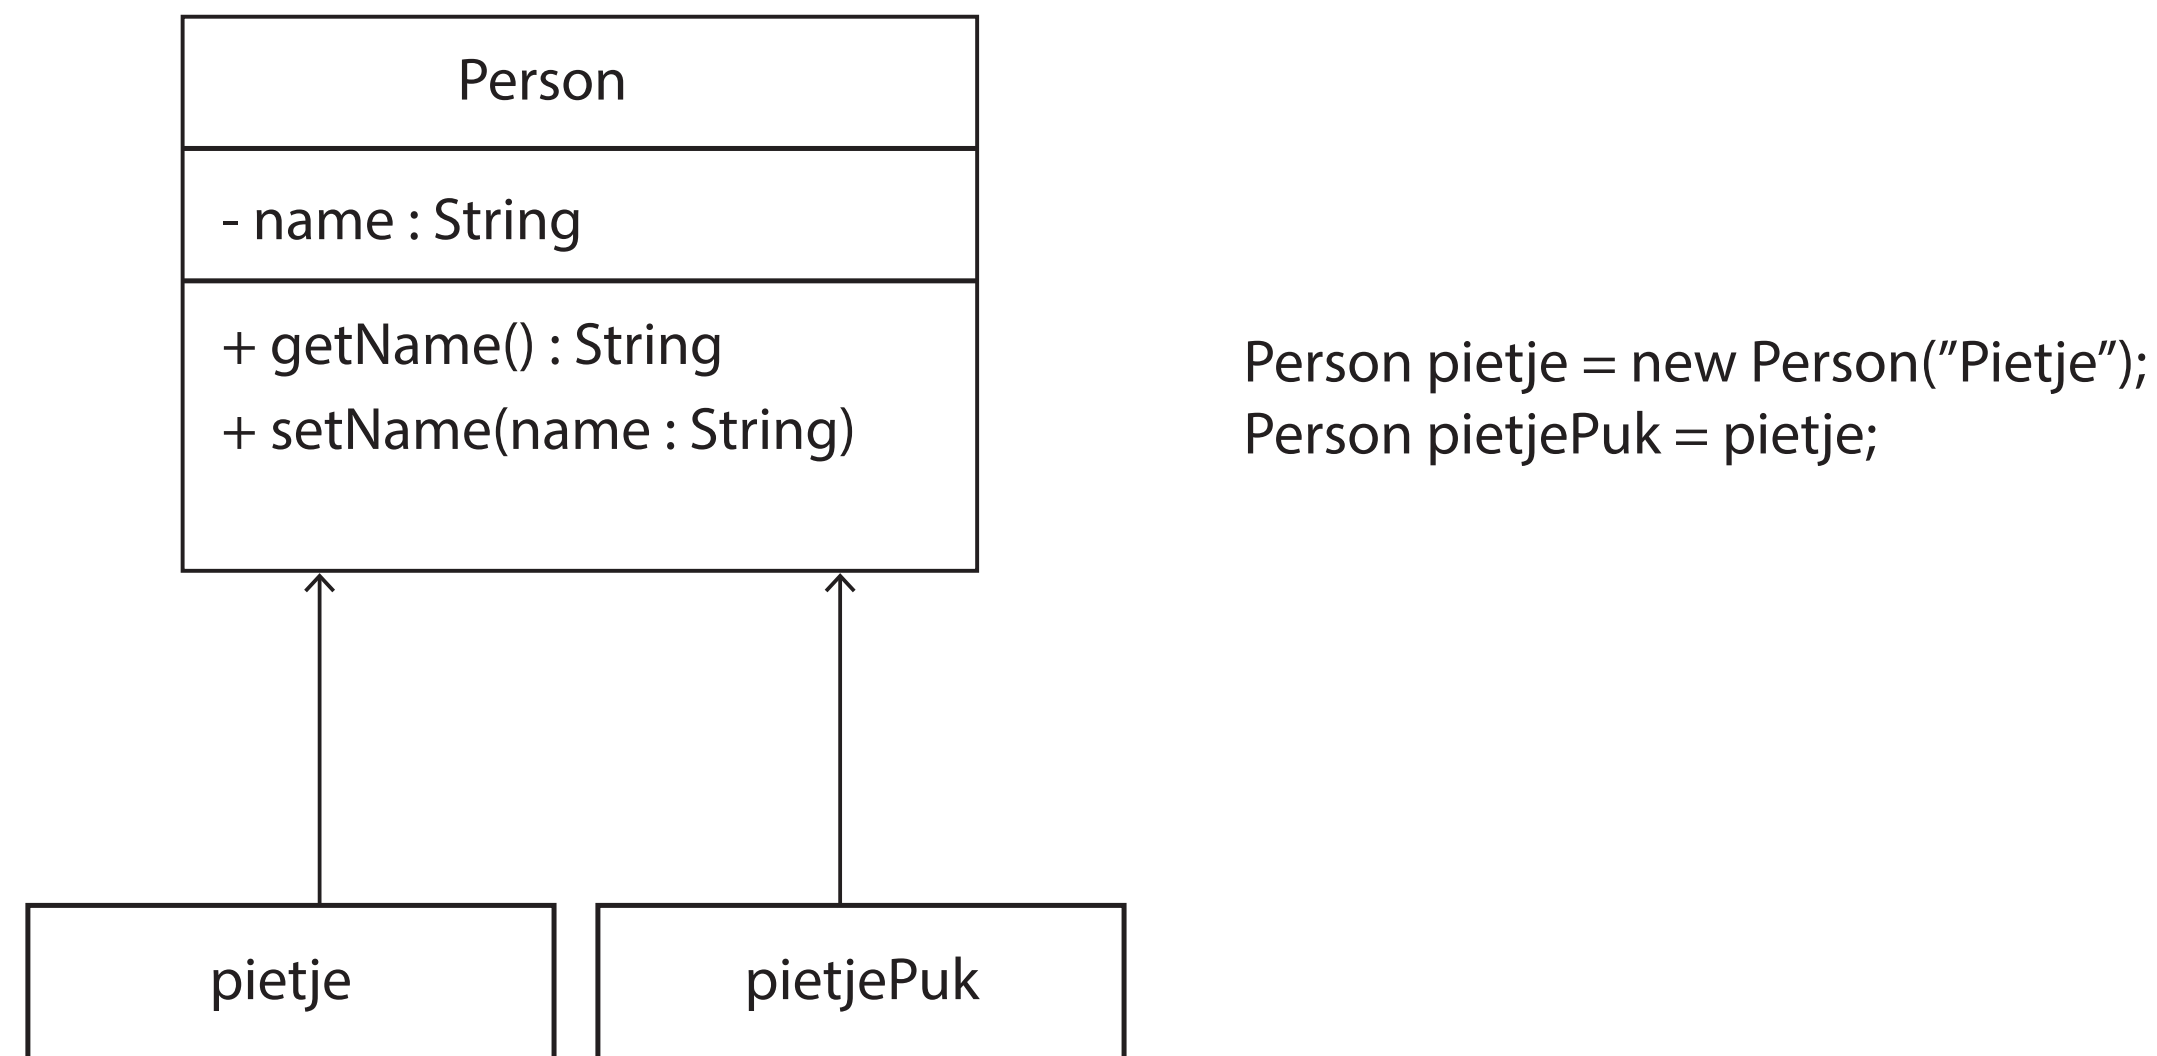 Person
- name : String
+ getName() : String
+ setName(name : String)
Person pietje = new Person(”Pietje”);
Person pietjePuk = pietje;
pietje
pietjePuk